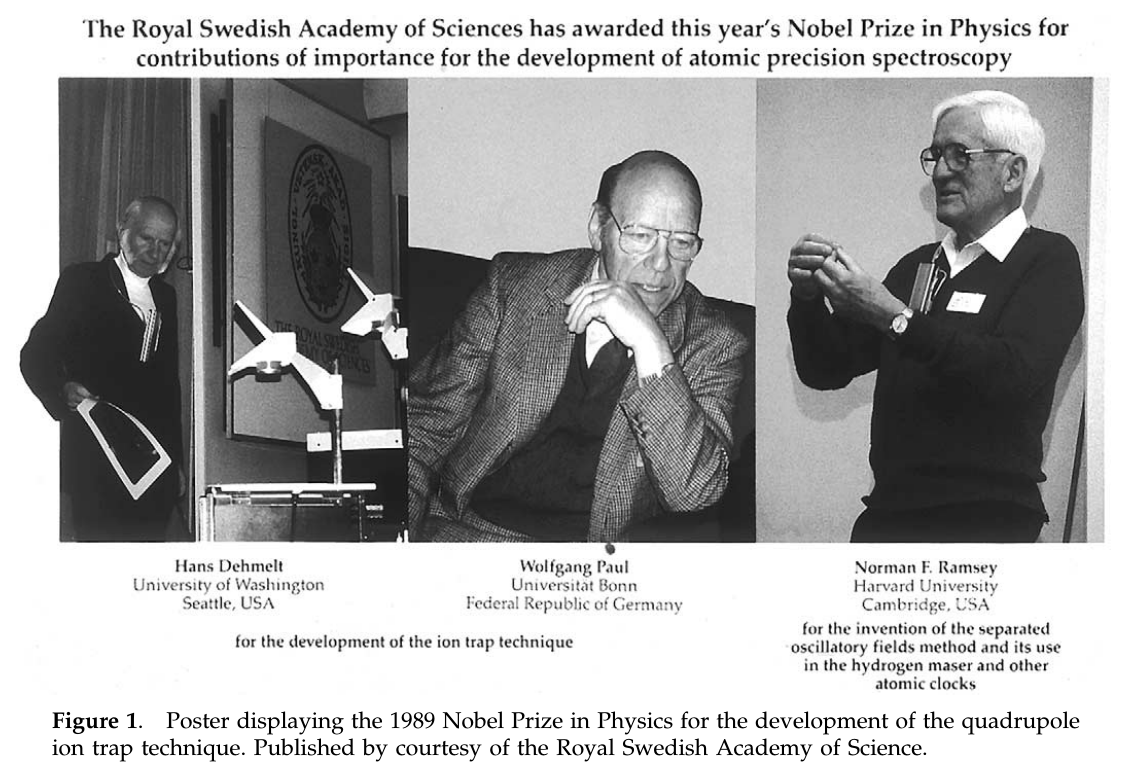 The Royal Swedish Academy of Sciences has awarded this year's Nobel Prize in Physics for
contributions of importance for the development of atomic precision spectroscopy
THE ROYAL SWEDISH
ACADEMY OF SCIENCES
Hans Dehmelt
University of Washington
Seattle, USA
Wolfgang Paul
Universität Bonn
Federal Republic of Germany
Norman F. Ramsey
Harvard University
Cambridge, USA
for the development of the ion trap technique
for the invention of the separated
oscillatory fields method and its use
in the hydrogen maser and other
atomic clocks
Figure 1. Poster displaying the 1989 Nobel Prize in Physics for the development of the quadrupole
ion trap technique. Published by courtesy of the Royal Swedish Academy of Science.